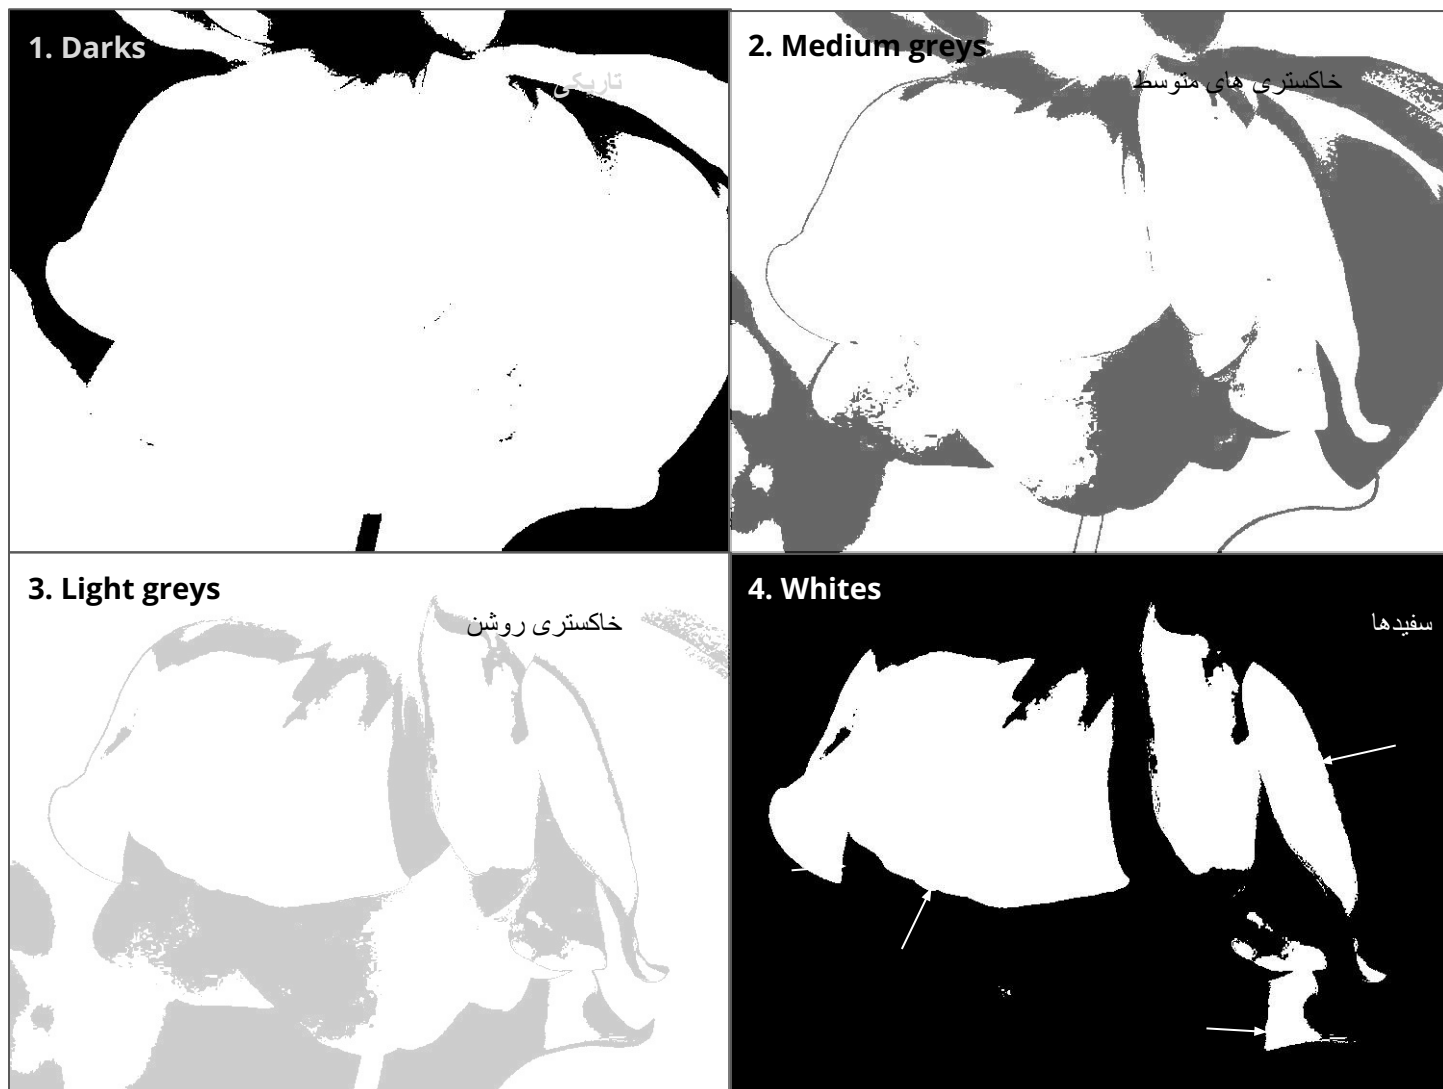 1. Darks
تاریکی
2. Medium greys
خاکستری های متوسط
3. Light greys
خاکستری روشن
4. Whites
سفیدها